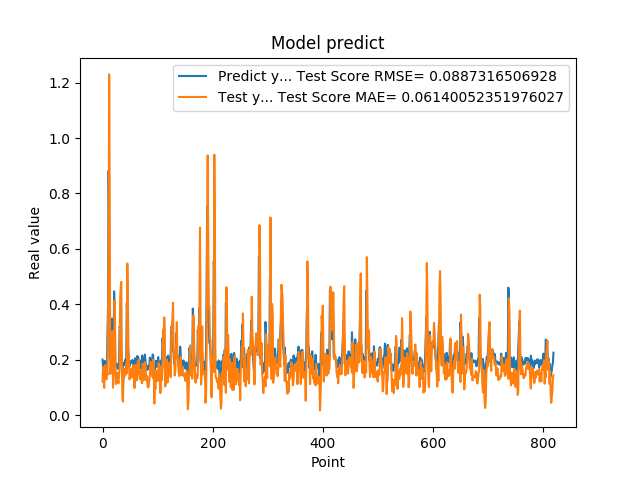 Model predict
Predict y... Test Score RMSE= 0.0887316506928
Test y... Test Score MAE= 0.06140052351976027
Real value
1.2
1.0
0.8
0.6
0.4
0.2
0.0
0 200 400 600 800
Point